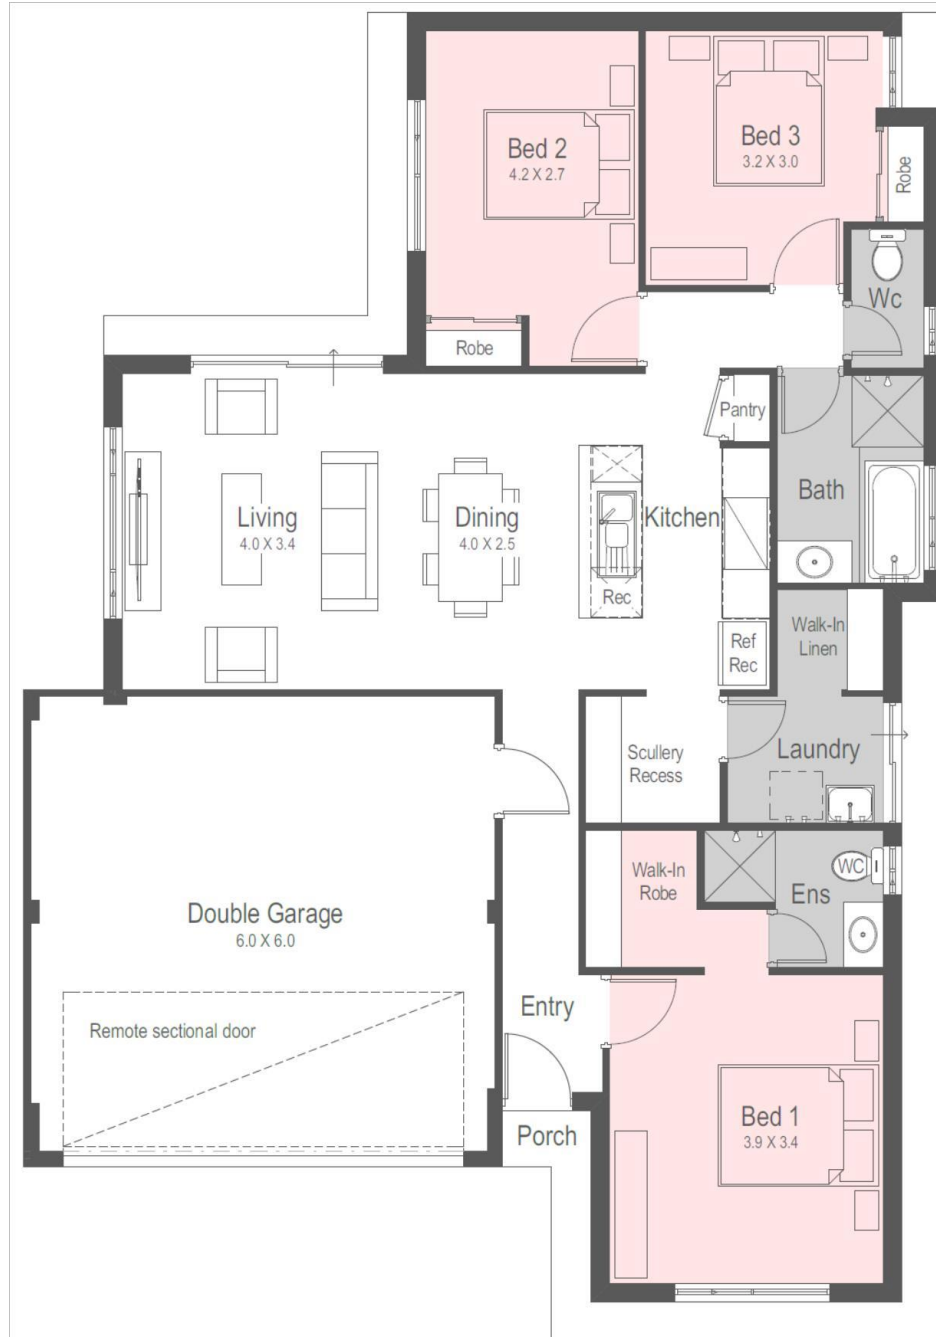 Bed 2
4.2 X 2.7
Bed 3
3.2 X 3.0
Robe
Wc
Robe
Pantry
Living
4.0 X 3.4
Dining
4.0 X 2.5
Kitchen
Bath
Rec
Ref
Rec
Walk-In
Linen
Scullery
Recess
Laundry
Walk-In
Robe
WC
Ens
Double Garage
6.0 X 6.0
Entry
Remote sectional door
Porch
Bed 1
3.9 X 3.4